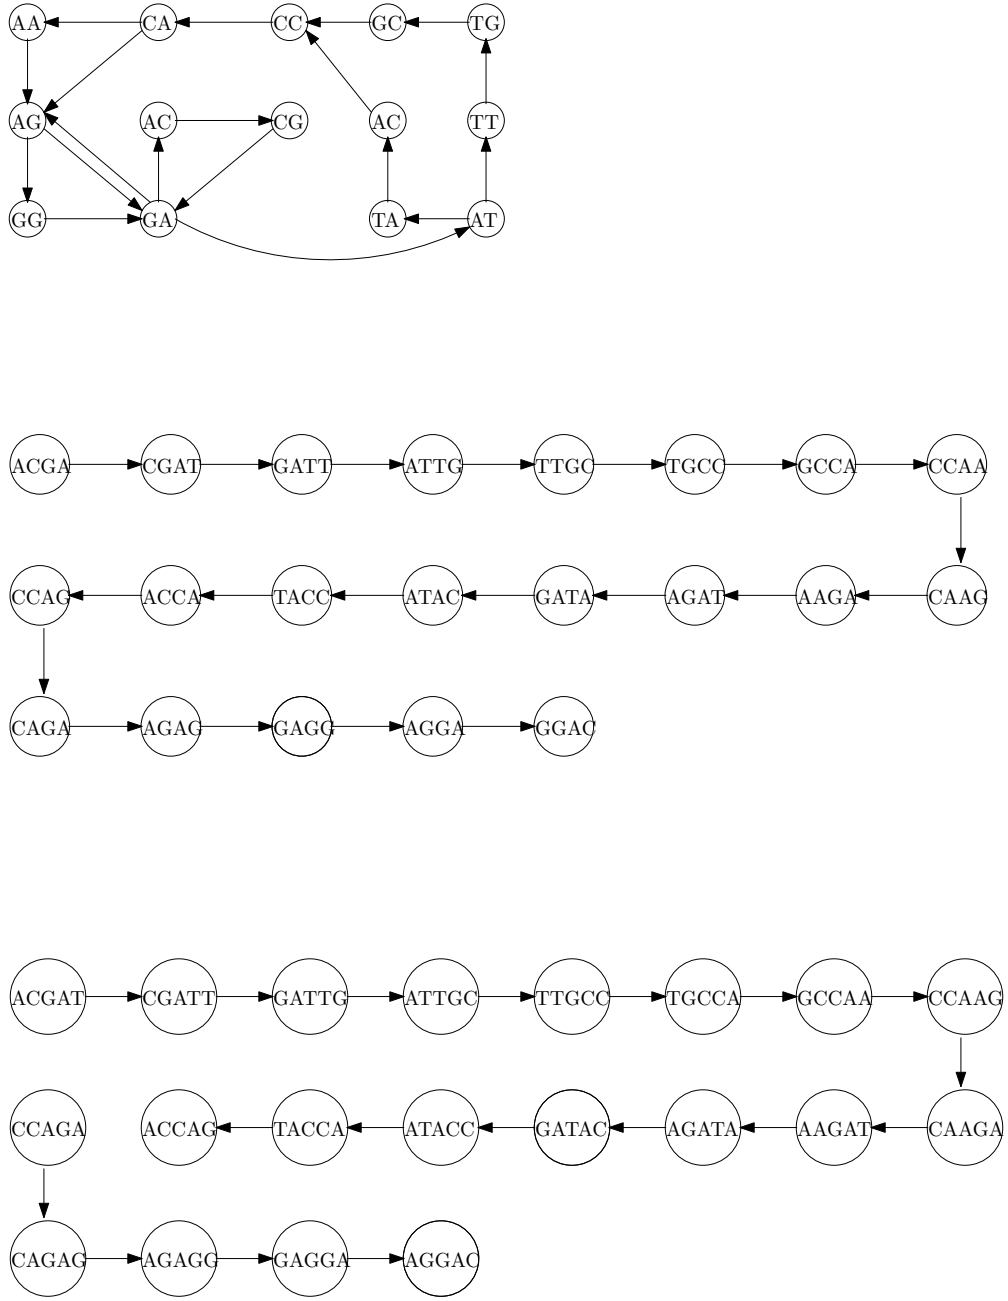 AA CA CC GC TG
AG AC CG AC TT
GG GA TA AT
ACGA CGAT GATT ATTG TTGC TGCC GCCA CCAA
CCAG ACCA TACC ATAC GATA AGAT AAGA CAAG
CAGA AGAG GAGG AGGA GGAC
ACGAT CGATT GATTG ATTGC TTGCC TGCCA GCCAA CCAAG
CCAGA ACCAG TACCA ATACC GATAC AGATA AAGAT CAAGA
CAGAG AGAGG GAGGA AGGAC